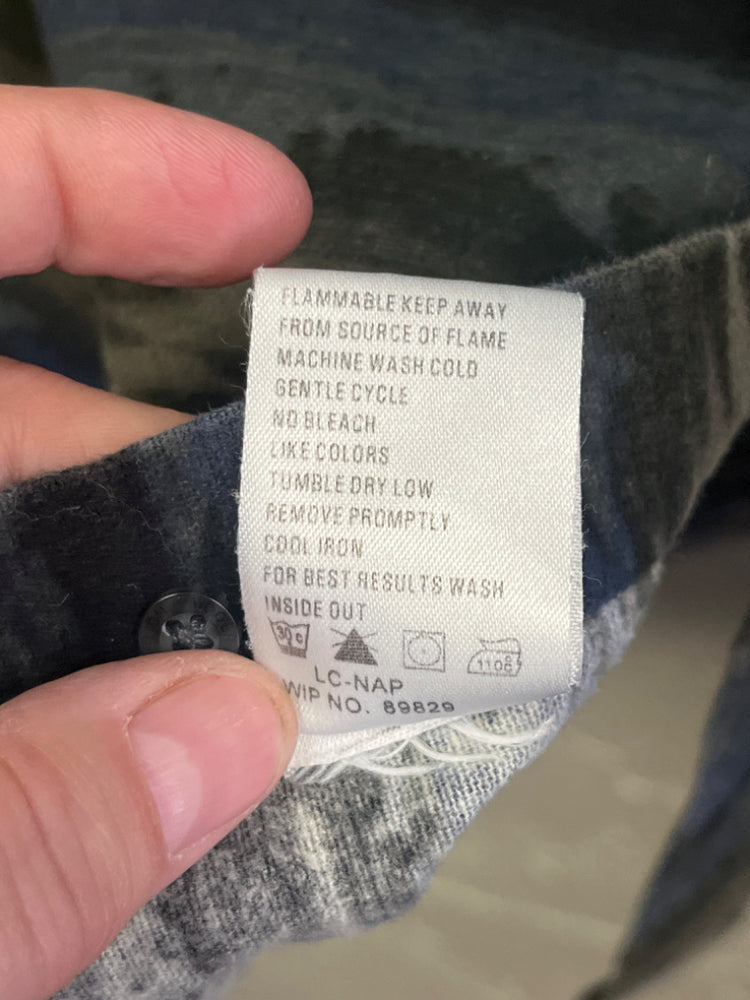 FLAMMABLE KEEP AWAY
FROM SOURCE OF FLAME
MACHINE WASH COLD
GENTLE CYCLE
NO BLEACH
LIKE COLORS
TUMBLE DRY LOW
REMOVE PROMPTLY
COOL IRON
FOR BEST RESULTS WASH
INSIDE OUT
30 c 110c
LC-NAP
WIP NO. 89829